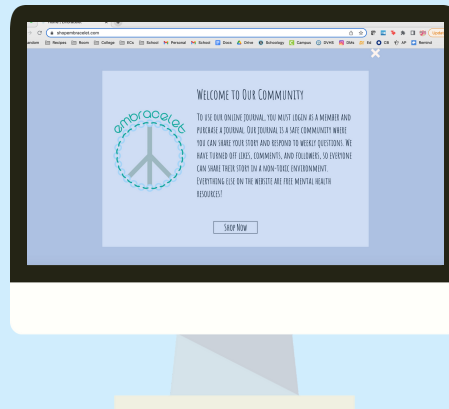 shopembracelet.com
Recipes Room College ECs School Personal School Docs Drive Schoology Campus DVHS AP Remind
embracelet
Welcome to Our Community
To use our online journal, you must login as a member and
purchase a journal. Our journal is a safe community where
you can share your story and respond to weekly questions. We
have turned off likes, comments, and followers, so everyone
can share their story in a non-toxic environment.
Everything else on the website are free mental health
resources!
Shop Now